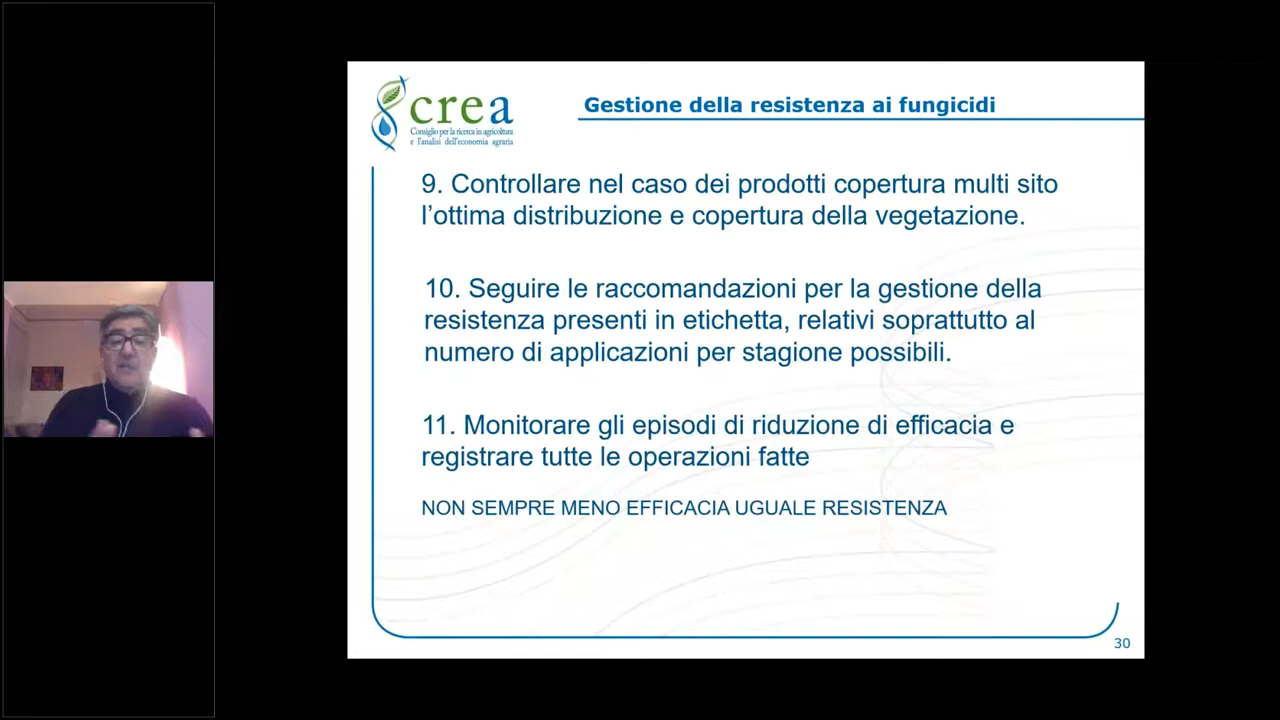 crea
Consiglio per la ricerca in agricoltura
e l'analisi dell'economia agraria
Gestione della resistenza ai fungicidi
9. Controllare nel caso dei prodotti copertura multi sito
l’ottima distribuzione e copertura della vegetazione.
10. Seguire le raccomandazioni per la gestione della
resistenza presenti in etichetta, relativi soprattutto al
numero di applicazioni per stagione possibili.
11. Monitorare gli episodi di riduzione di efficacia e
registrare tutte le operazioni fatte
NON SEMPRE MENO EFFICACIA UGUALE RESISTENZA
30